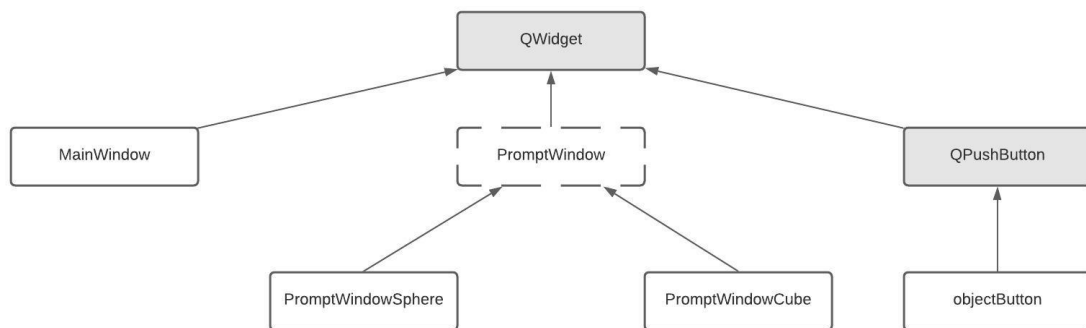 QWidget
MainWindow
PromptWindow
QPushButton
PromptWindowSphere
PromptWindowCube
objectButton